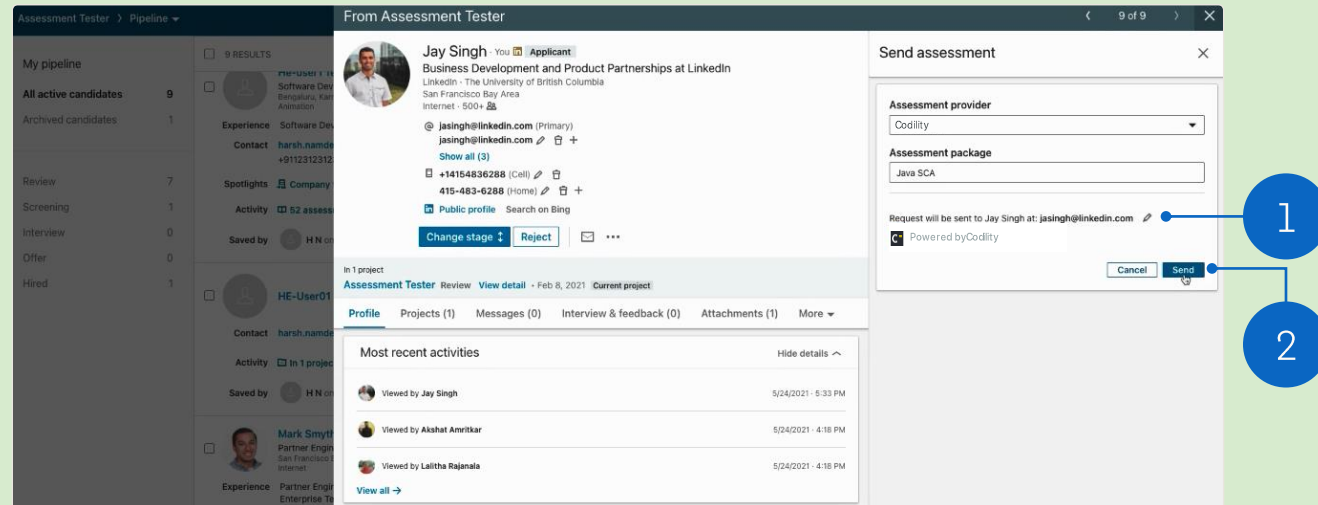 Assessment Tester > Pipeline
My pipeline
All active candidates 9
Archived candidates 1
Review 7
Screening 1
Interview 0
Offer 0
Hired 1
9 RESULTS
HE-User1
Software Dev
Bengaluru, Karn
Animation
Experience Software Dev
Contact harsh.namde
+91123123123
Spotlights Company
Activity 52 assess
Saved by H N on
HE-User01
Contact harsh.namde
Activity In 1 projec
Saved by H N on
Mark Smyth
Partner Engin
San Francisco B
Internet
Experience Partner Engin
Enterprise Te
From Assessment Tester
9 of 9
Jay Singh · You Applicant
Business Development and Product Partnerships at LinkedIn
LinkedIn · The University of British Columbia
San Francisco Bay Area
Internet · 500+
@ jasingh@linkedin.com (Primary)
jasingh@linkedin.com
Show all (3)
+14154836288 (Cell)
415-483-6288 (Home)
Public profile Search on Bing
Change stage Reject
In 1 project
Assessment Tester Review View detail • Feb 8, 2021 Current project
Profile Projects (1) Messages (0) Interview & feedback (0) Attachments (1) More
Most recent activities Hide details
Viewed by Jay Singh 5/24/2021 · 5:33 PM
Viewed by Akshat Amritkar 5/24/2021 · 4:18 PM
Viewed by Lalitha Rajanala 5/24/2021 · 4:18 PM
View all →
Send assessment
Assessment provider
Codility
Assessment package
Java SCA
Request will be sent to Jay Singh at: jasingh@linkedin.com
Powered byCodility
Cancel Send
1
2